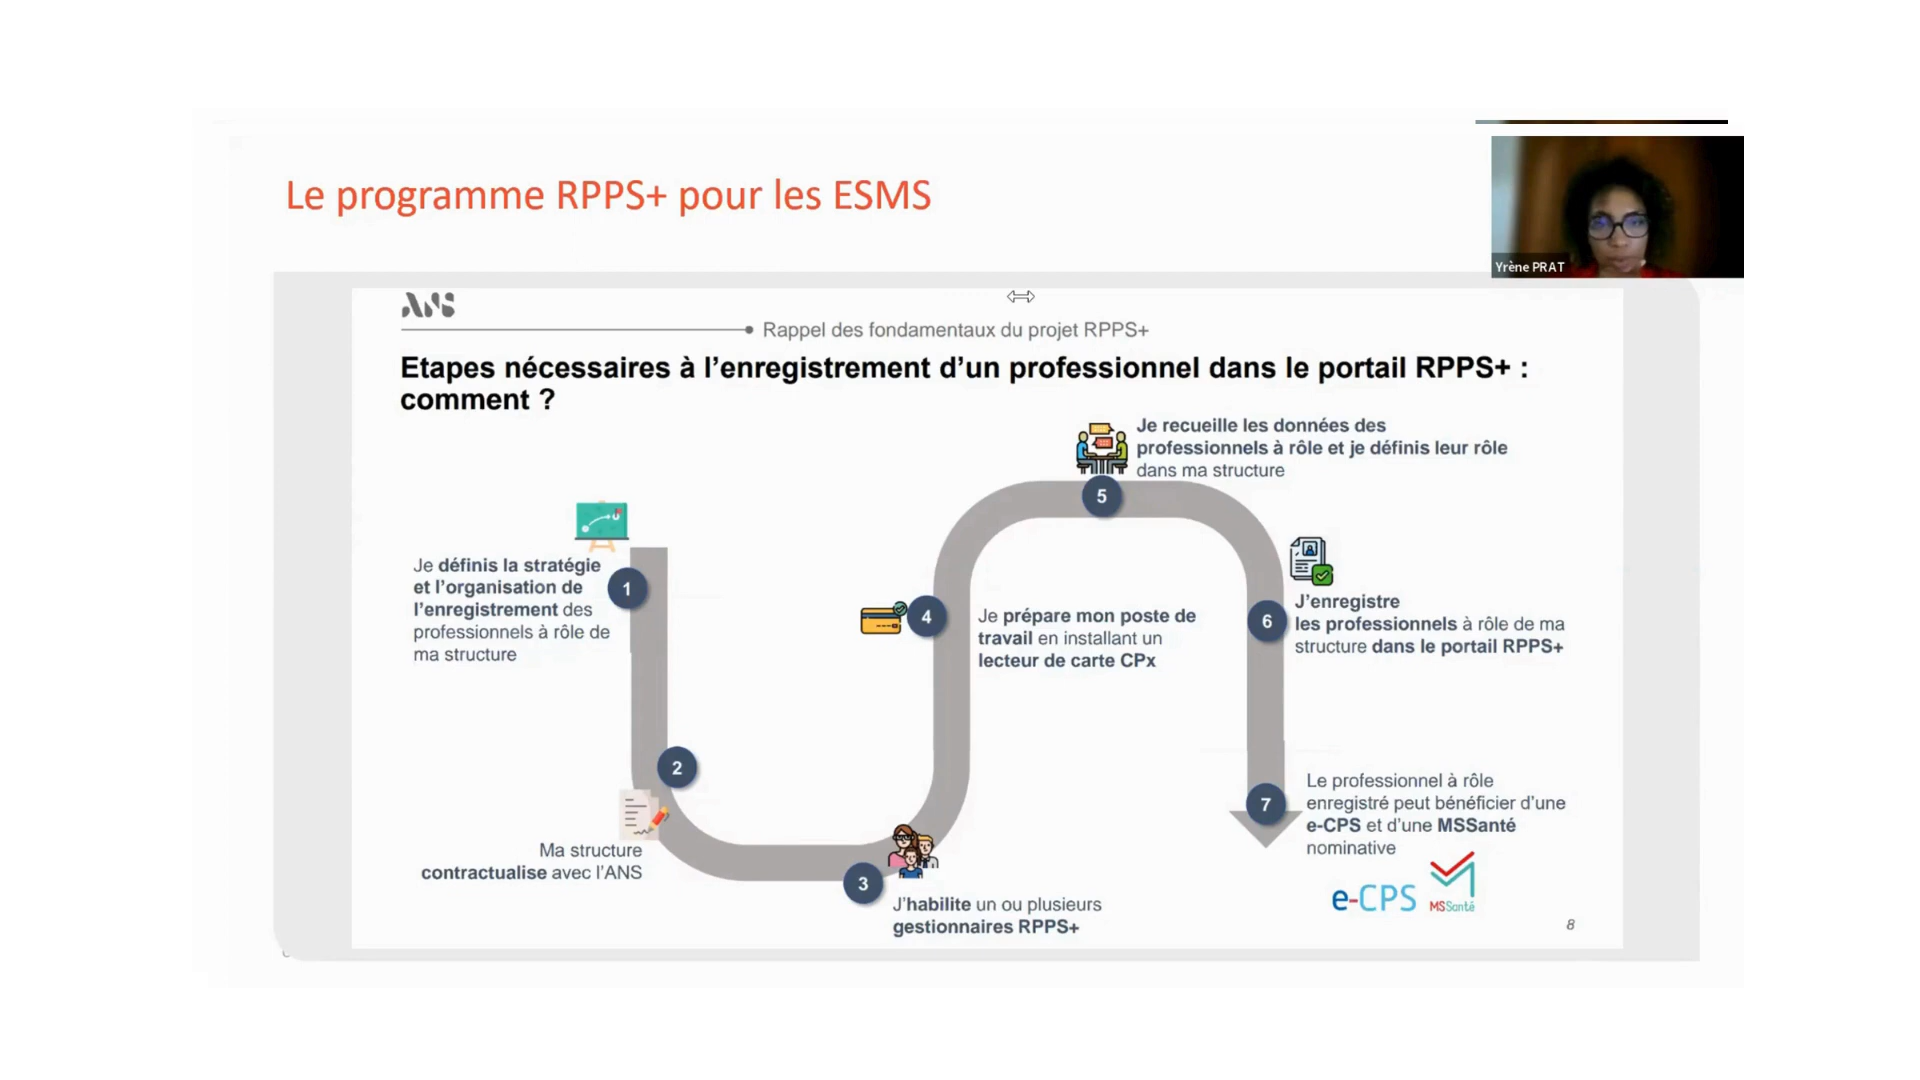 Le programme RPPS+ pour les ESMS
Yrène PRAT
ANS
Rappel des fondamentaux du projet RPPS+
Etapes nécessaires à l’enregistrement d’un professionnel dans le portail RPPS+ :
comment ?
Je définis la stratégie
et l’organisation de
l’enregistrement des
professionnels à rôle de
ma structure
1
2
Ma structure
contractualise avec l’ANS
3
J’habilite un ou plusieurs
gestionnaires RPPS+
4
Je prépare mon poste de
travail en installant un
lecteur de carte CPx
Je recueille les données des
professionnels à rôle et je définis leur rôle
dans ma structure
5
6
J’enregistre
les professionnels à rôle de ma
structure dans le portail RPPS+
7
Le professionnel à rôle
enregistré peut bénéficier d’une
e-CPS et d’une MSSanté
nominative
e-CPS
MSSanté
8